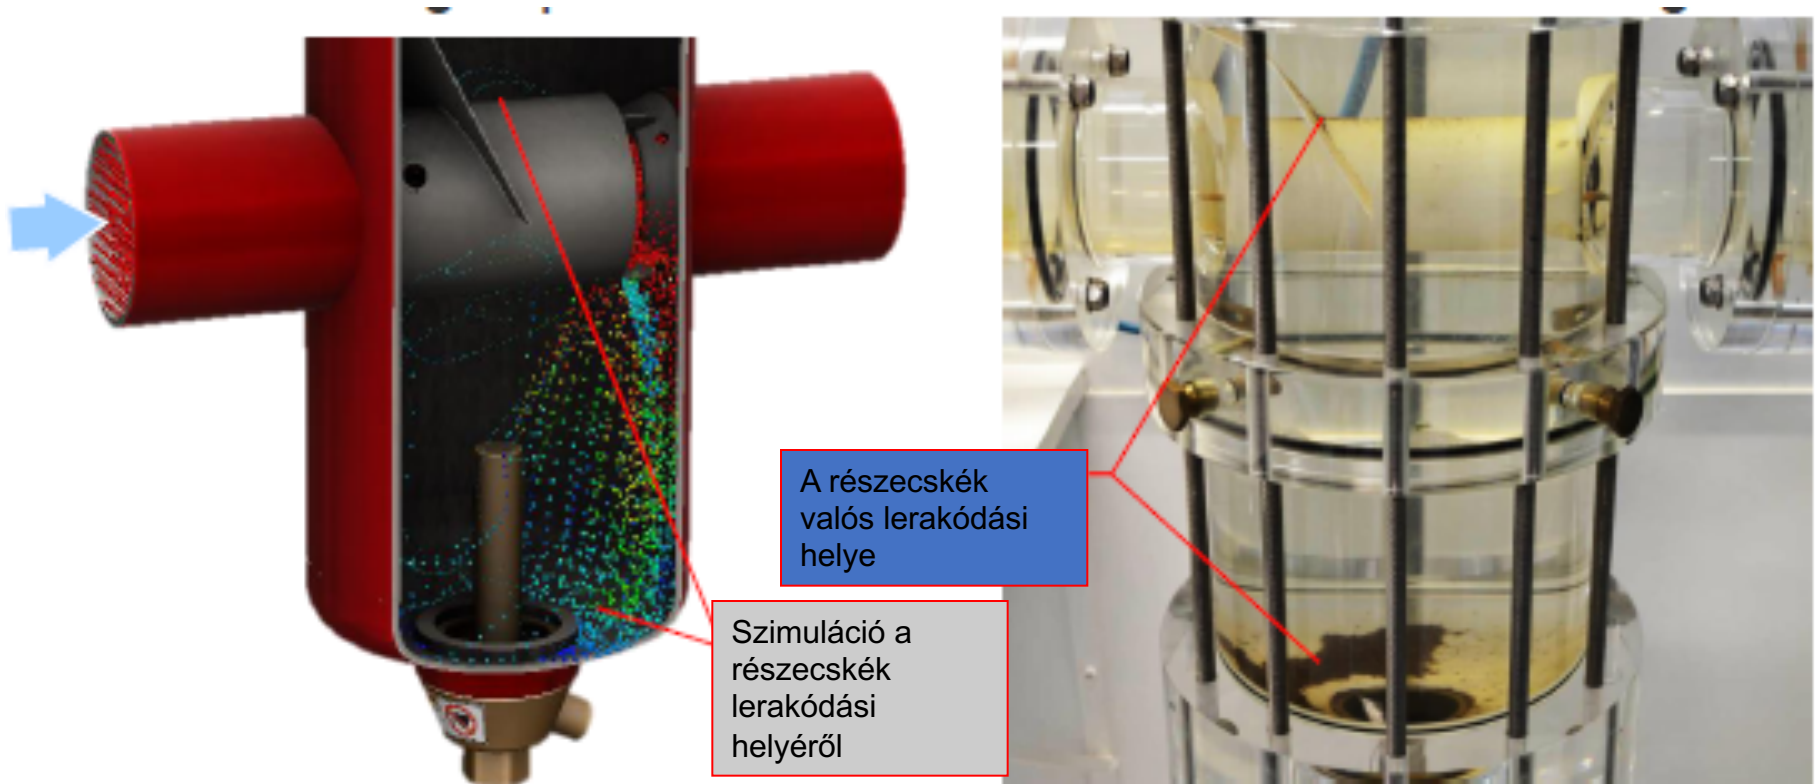 A részecskék
valós lerakódási
helye
Szimuláció a
részecskék
lerakódási
helyéről